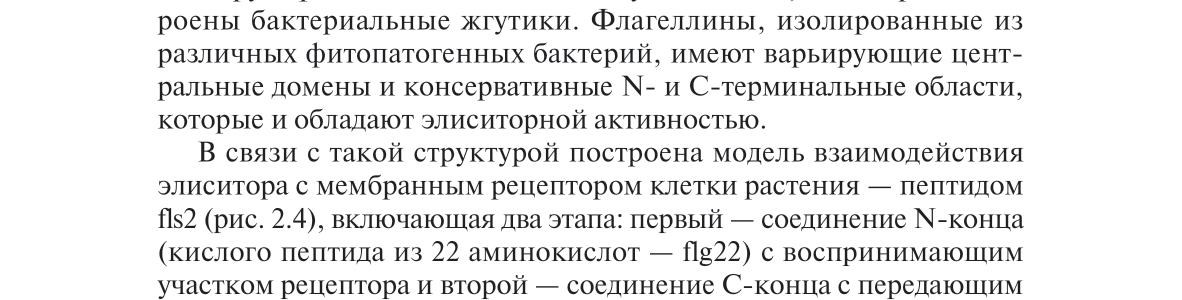 роены бактериальные жгутики. Флагеллины, изолированные из
различных фитопатогенных бактерий, имеют варьирующие цент-
ральные домены и консервативные N- и С-терминальные области,
которые и обладают элиситорной активностью.
В связи с такой структурой построена модель взаимодействия
элиситора с мембранным рецептором клетки растения — пептидом
fls2 (рис. 2.4), включающая два этапа: первый — соединение N-конца
(кислого пептида из 22 аминокислот — flg22) с воспринимающим
участком рецептора и второй — соединение С-конца с передающим